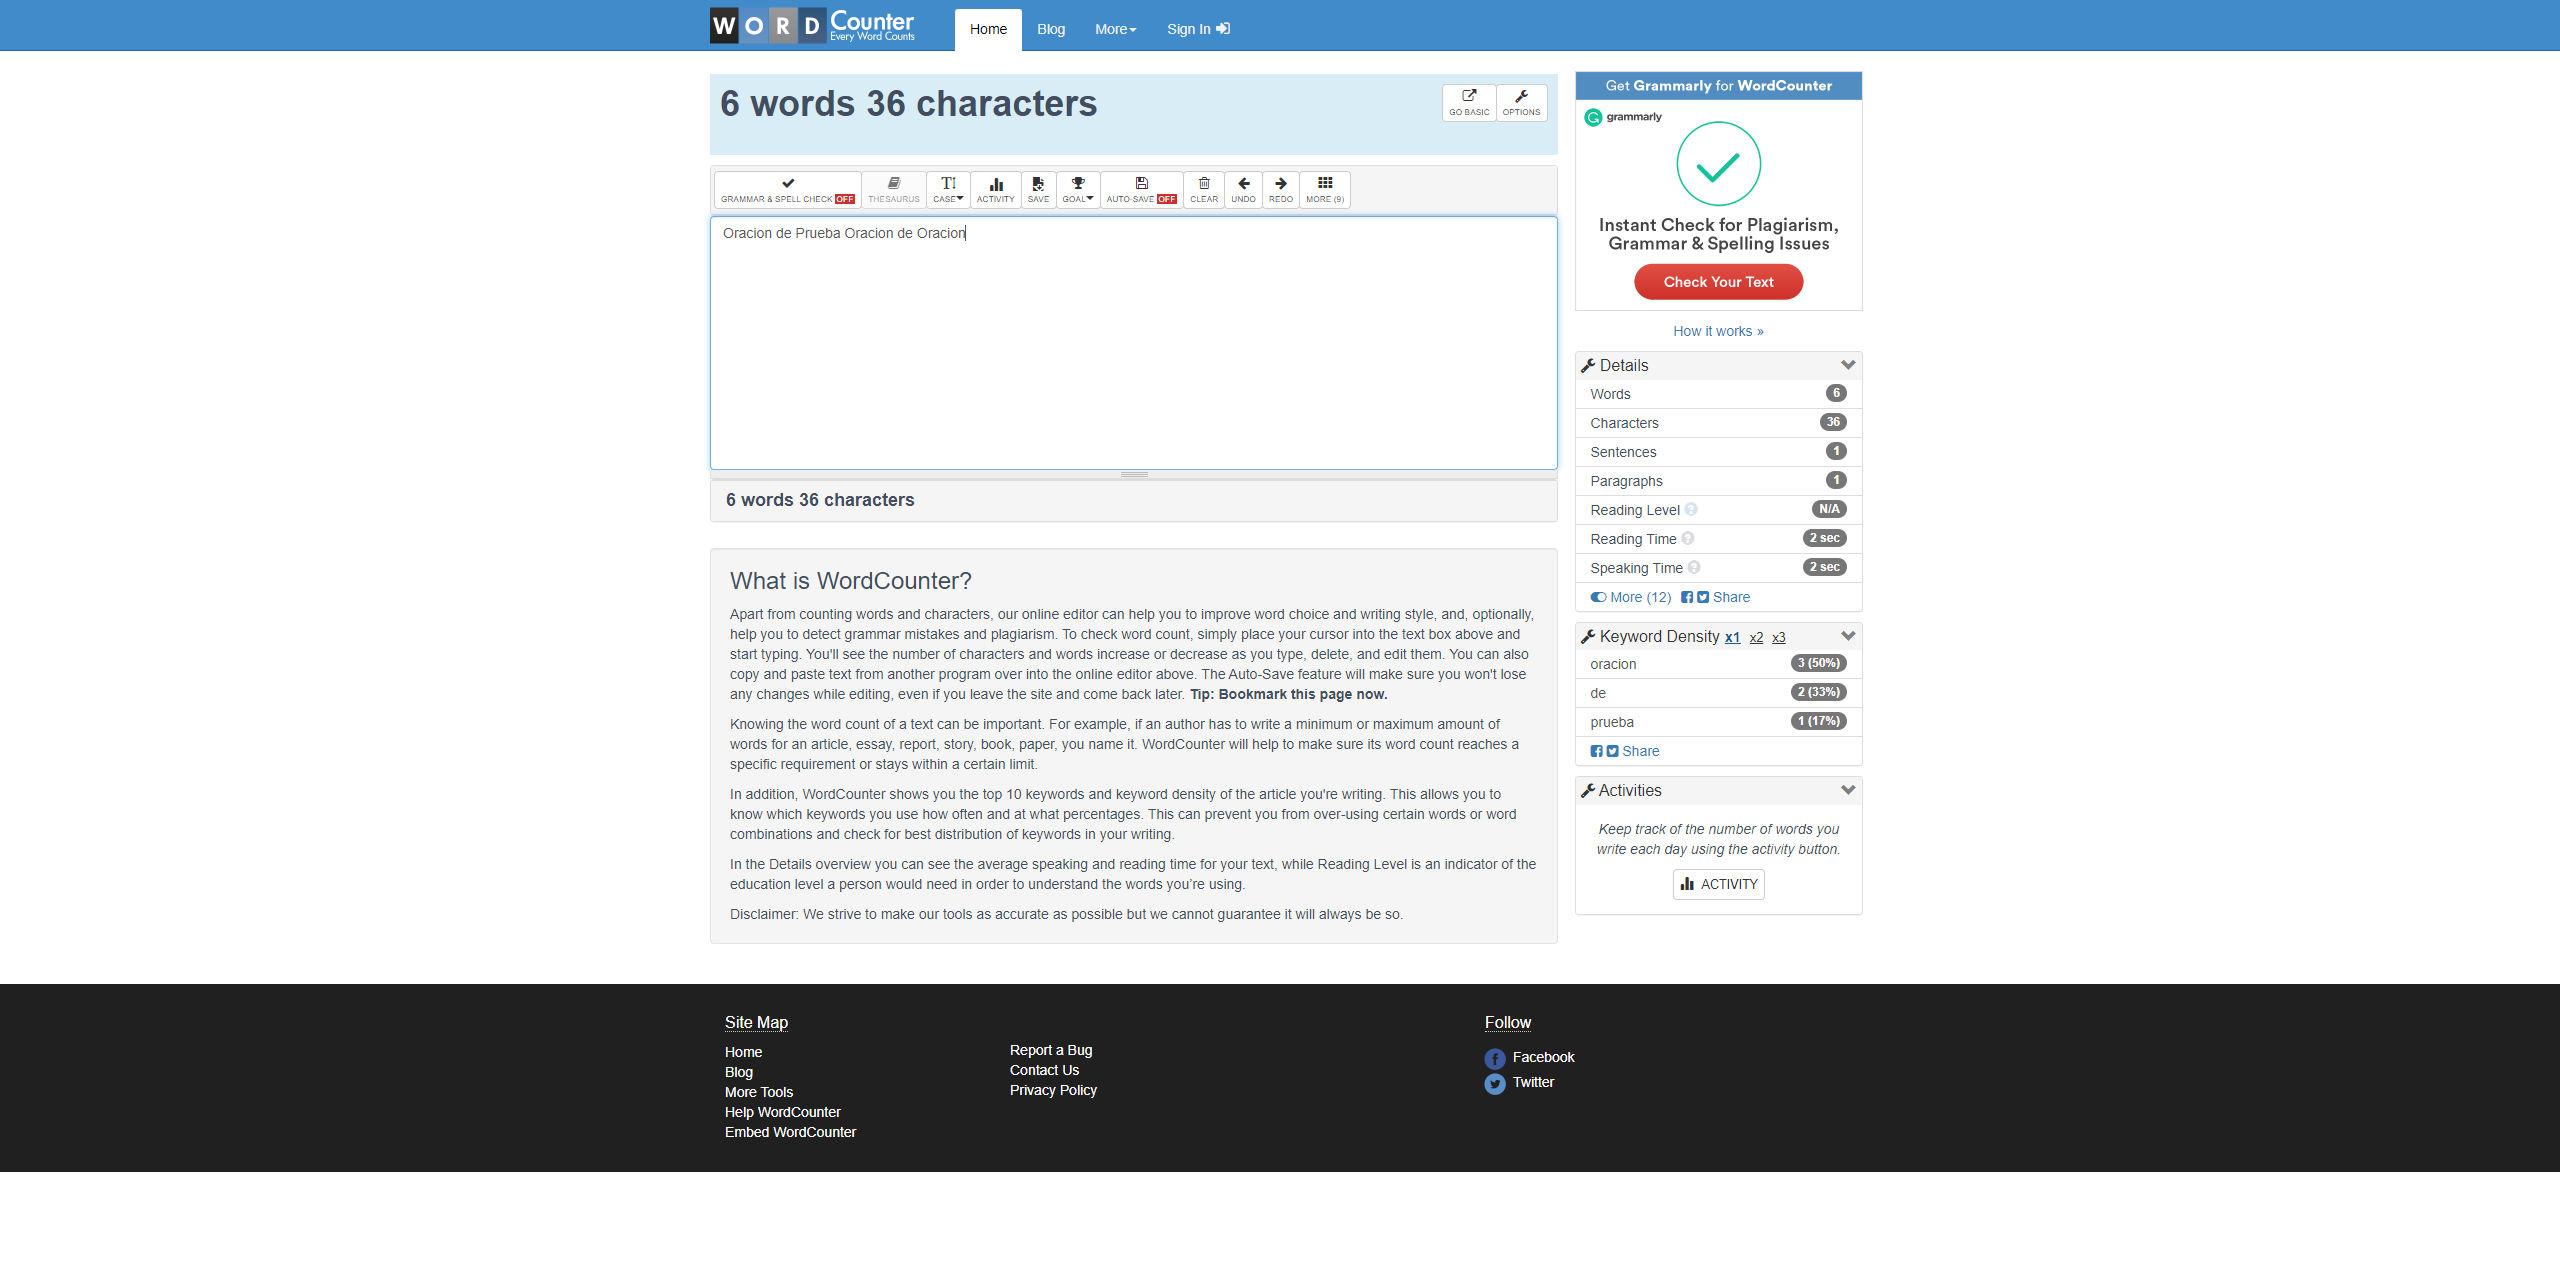 WORD Counter
Every Word Counts
Home
Blog
More
Sign In
6 words 36 characters
GO BASIC
OPTIONS
GRAMMAR & SPELL CHECK OFF
THESAURUS
CASE
ACTIVITY
SAVE
GOAL
AUTO-SAVE OFF
CLEAR
UNDO
REDO
MORE (9)
Oracion de Prueba Oracion de Oracion
6 words 36 characters
What is WordCounter?
Apart from counting words and characters, our online editor can help you to improve word choice and writing style, and, optionally,
help you to detect grammar mistakes and plagiarism. To check word count, simply place your cursor into the text box above and
start typing. You'll see the number of characters and words increase or decrease as you type, delete, and edit them. You can also
copy and paste text from another program over into the online editor above. The Auto-Save feature will make sure you won't lose
any changes while editing, even if you leave the site and come back later. Tip: Bookmark this page now.
Knowing the word count of a text can be important. For example, if an author has to write a minimum or maximum amount of
words for an article, essay, report, story, book, paper, you name it. WordCounter will help to make sure its word count reaches a
specific requirement or stays within a certain limit.
In addition, WordCounter shows you the top 10 keywords and keyword density of the article you're writing. This allows you to
know which keywords you use how often and at what percentages. This can prevent you from over-using certain words or word
combinations and check for best distribution of keywords in your writing.
In the Details overview you can see the average speaking and reading time for your text, while Reading Level is an indicator of the
education level a person would need in order to understand the words you’re using.
Disclaimer: We strive to make our tools as accurate as possible but we cannot guarantee it will always be so.
Get Grammarly for WordCounter
grammarly
Instant Check for Plagiarism,
Grammar & Spelling Issues
Check Your Text
How it works »
Details
Words 6
Characters 36
Sentences 1
Paragraphs 1
Reading Level ? N/A
Reading Time ? 2 sec
Speaking Time ? 2 sec
More (12) Share
Keyword Density x1 x2 x3
oracion 3 (50%)
de 2 (33%)
prueba 1 (17%)
Share
Activities
Keep track of the number of words you
write each day using the activity button.
ACTIVITY
Site Map
Home
Blog
More Tools
Help WordCounter
Embed WordCounter
Report a Bug
Contact Us
Privacy Policy
Follow
Facebook
Twitter